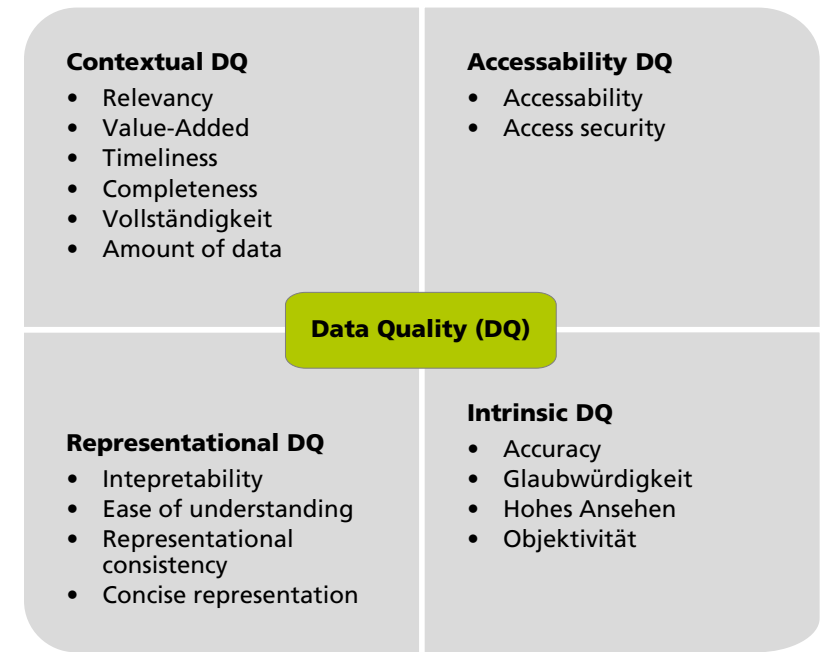 Contextual DQ
• Relevancy
• Value-Added
• Timeliness
• Completeness
• Vollständigkeit
• Amount of data
Accessability DQ
• Accessability
• Access security
Data Quality (DQ)
Representational DQ
• Intepretability
• Ease of understanding
• Representational
consistency
• Concise representation
Intrinsic DQ
• Accuracy
• Glaubwürdigkeit
• Hohes Ansehen
• Objektivität